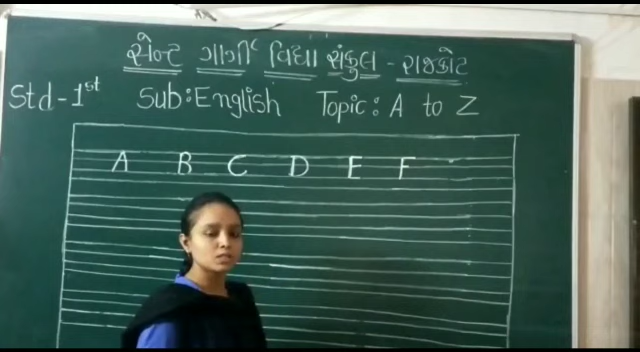 સેન્ટ ગાર્ગી વિદ્યા સંકુલ - રાજકોટ
Std-1st Sub:English Topic: A to Z
A B C D E F